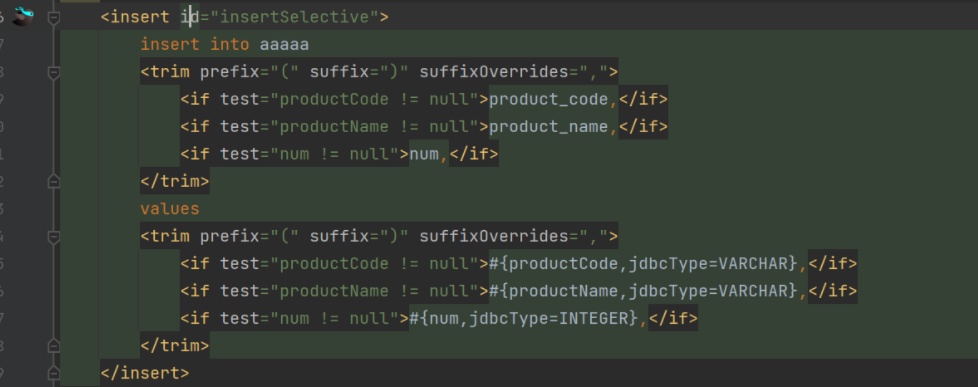 <insert id="insertSelective">
insert into aaaaa
<trim prefix="(" suffix=")" suffixOverrides=",">
<if test="productCode != null">product_code,</if>
<if test="productName != null">product_name,</if>
<if test="num != null">num,</if>
</trim>
values
<trim prefix="(" suffix=")" suffixOverrides=",">
<if test="productCode != null">#{productCode,jdbcType=VARCHAR},</if>
<if test="productName != null">#{productName,jdbcType=VARCHAR},</if>
<if test="num != null">#{num,jdbcType=INTEGER},</if>
</trim>
</insert>